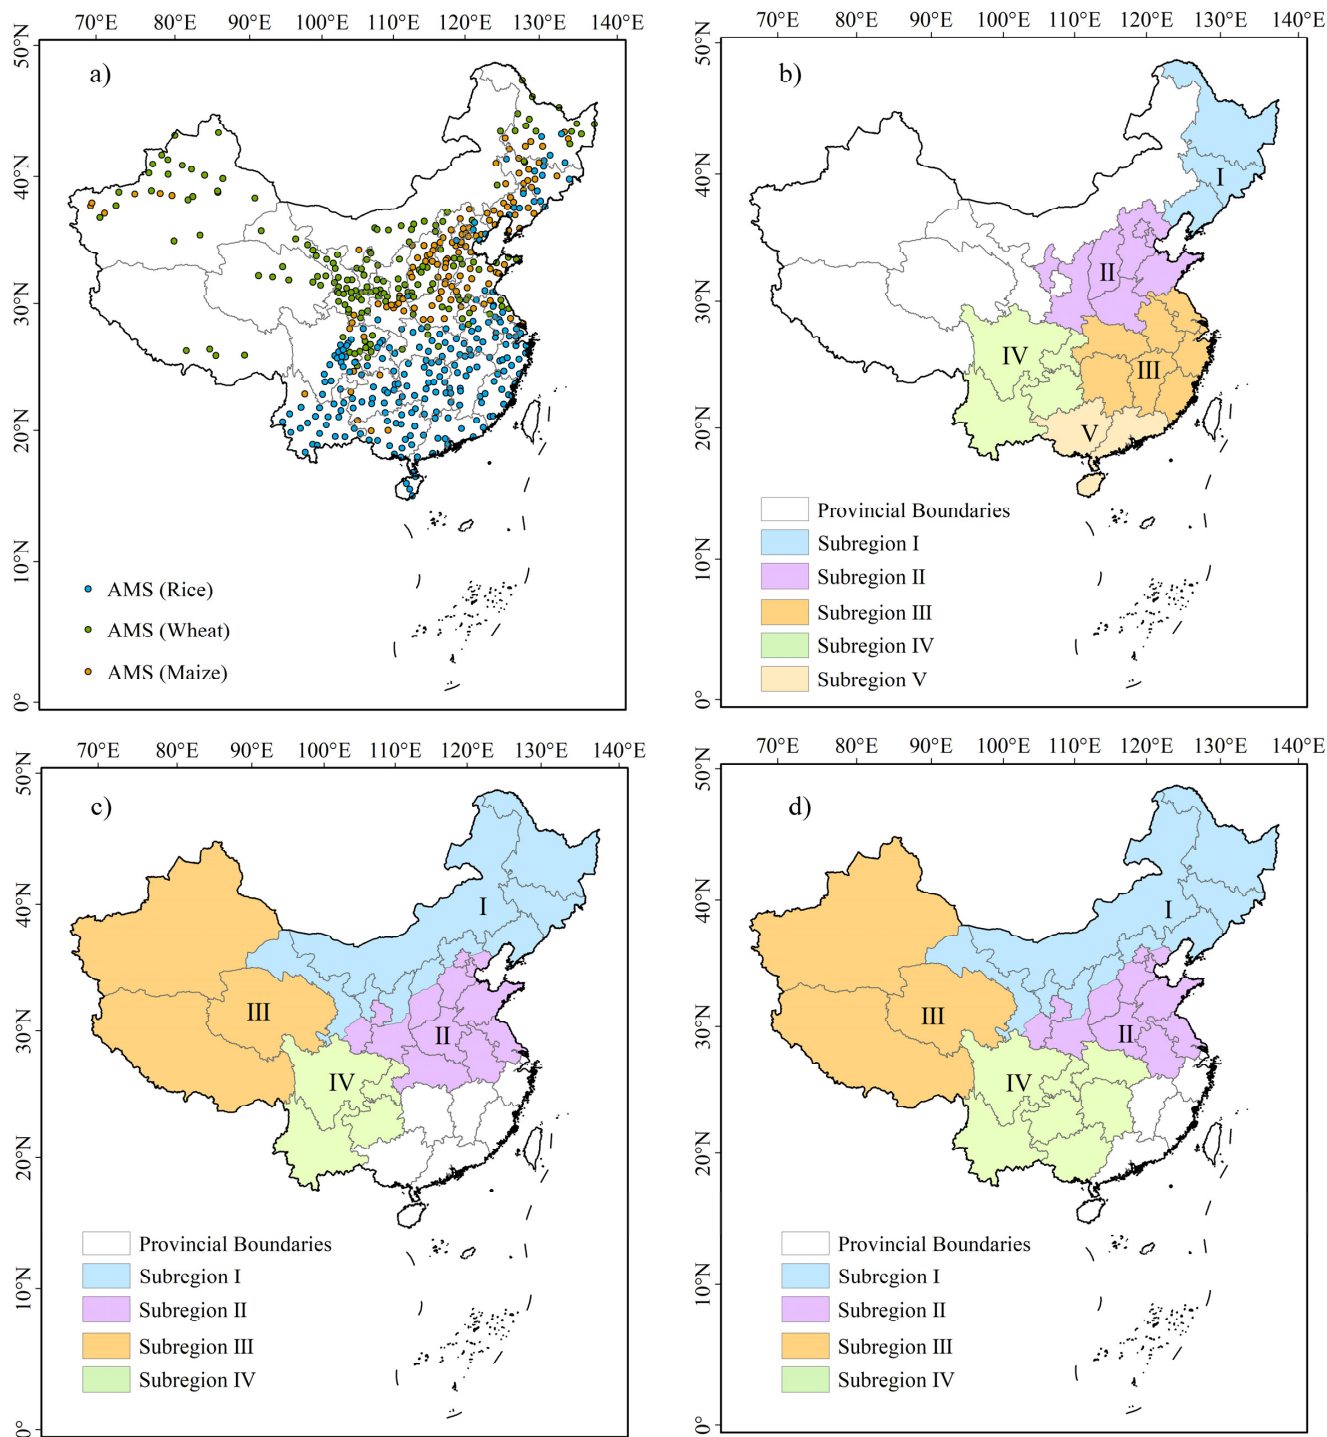 70°E 80°E 90°E 100°E 110°E 120°E 130°E 140°E
50°N
40°N
30°N
20°N
10°N
0°
a)
AMS (Rice)
AMS (Wheat)
AMS (Maize)
70°E 80°E 90°E 100°E 110°E 120°E 130°E 140°E
50°N
40°N
30°N
20°N
10°N
0°
b)
I
II
III
IV
V
Provincial Boundaries
Subregion I
Subregion II
Subregion III
Subregion IV
Subregion V
70°E 80°E 90°E 100°E 110°E 120°E 130°E 140°E
50°N
40°N
30°N
20°N
10°N
0°
c)
I
III
II
IV
Provincial Boundaries
Subregion I
Subregion II
Subregion III
Subregion IV
70°E 80°E 90°E 100°E 110°E 120°E 130°E 140°E
50°N
40°N
30°N
20°N
10°N
0°
d)
I
III
II
IV
Provincial Boundaries
Subregion I
Subregion II
Subregion III
Subregion IV